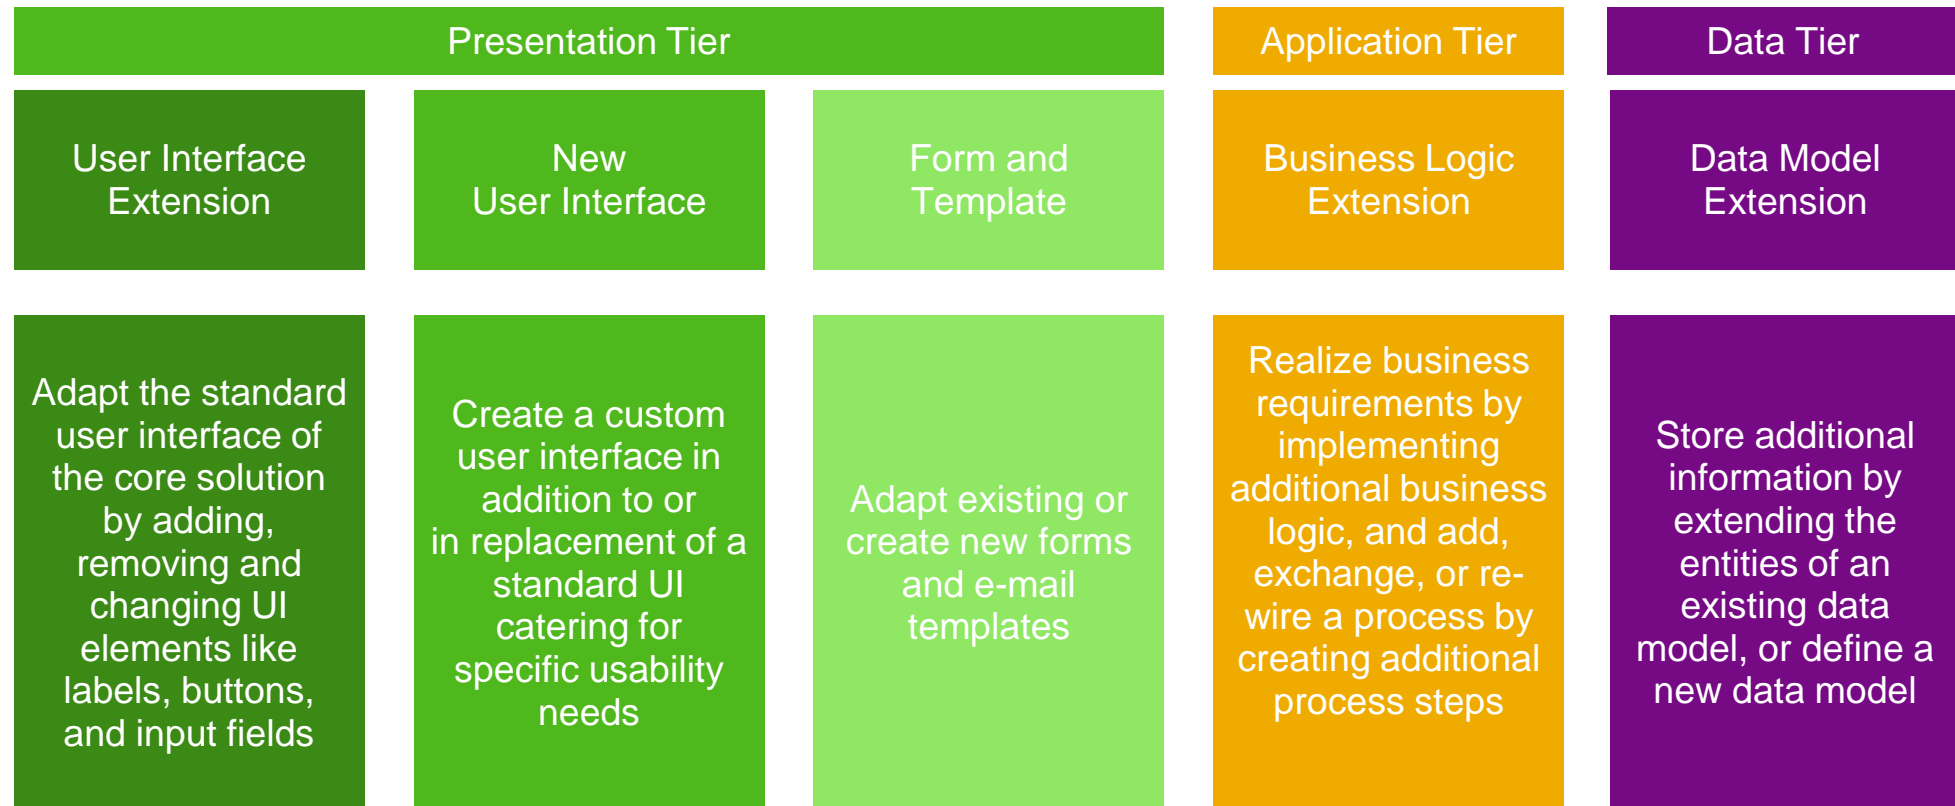 Presentation Tier
Application Tier
Data Tier
User Interface
Extension
New
User Interface
Form and
Template
Business Logic
Extension
Data Model
Extension
Adapt the standard
user interface of
the core solution
by adding,
removing and
changing UI
elements like
labels, buttons,
and input fields
Create a custom
user interface in
addition to or
in replacement of a
standard UI
catering for
specific usability
needs
Adapt existing or
create new forms
and e-mail
templates
Realize business
requirements by
implementing
additional business
logic, and add,
exchange, or re-
wire a process by
creating additional
process steps
Store additional
information by
extending the
entities of an
existing data
model, or define a
new data model